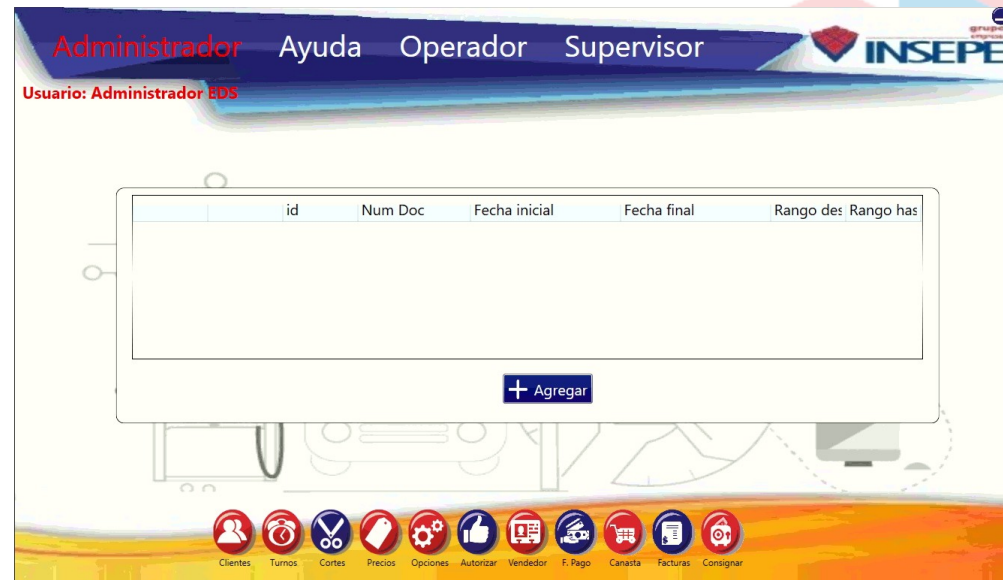 Administrador Ayuda Operador Supervisor
grupo
INSEPE
Usuario: Administrador EDS
id Num Doc Fecha inicial Fecha final Rango des Rango has
Agregar
Clientes Turnos Cortes Precios Opciones Autorizar Vendedor F. Pago Canasta Facturas Consignar